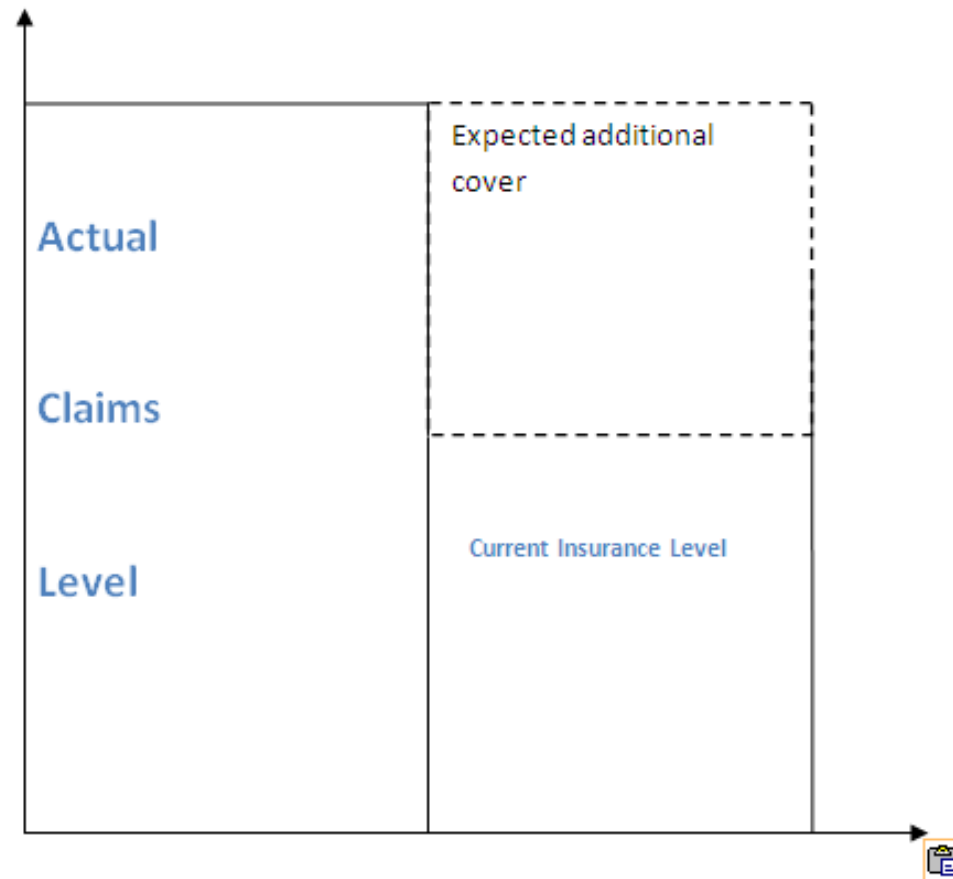 Expected additional
cover
Actual
Claims
Current Insurance Level
Level